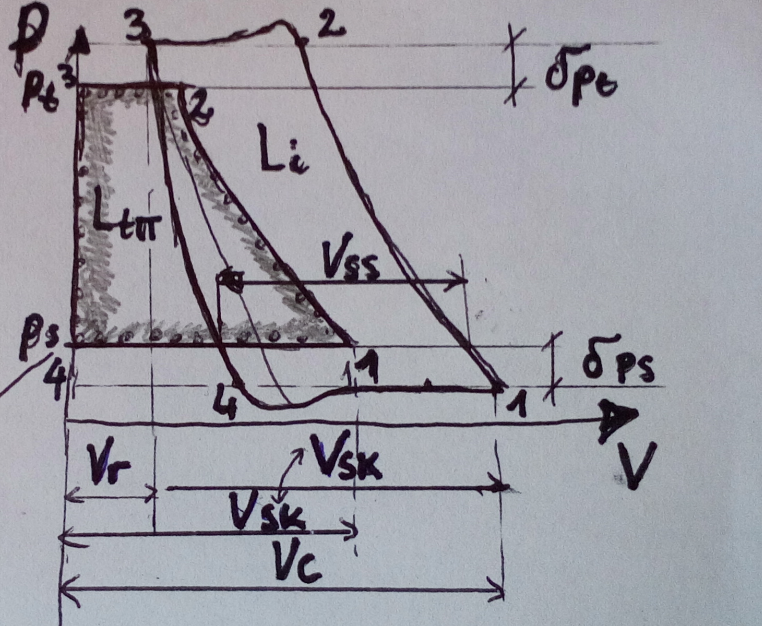 p 3 2
3
pt δpt
2
Li
Ltπ
Vss
ps δps
4 1 1
4 1
Vr Vsk V
Vsk
Vc